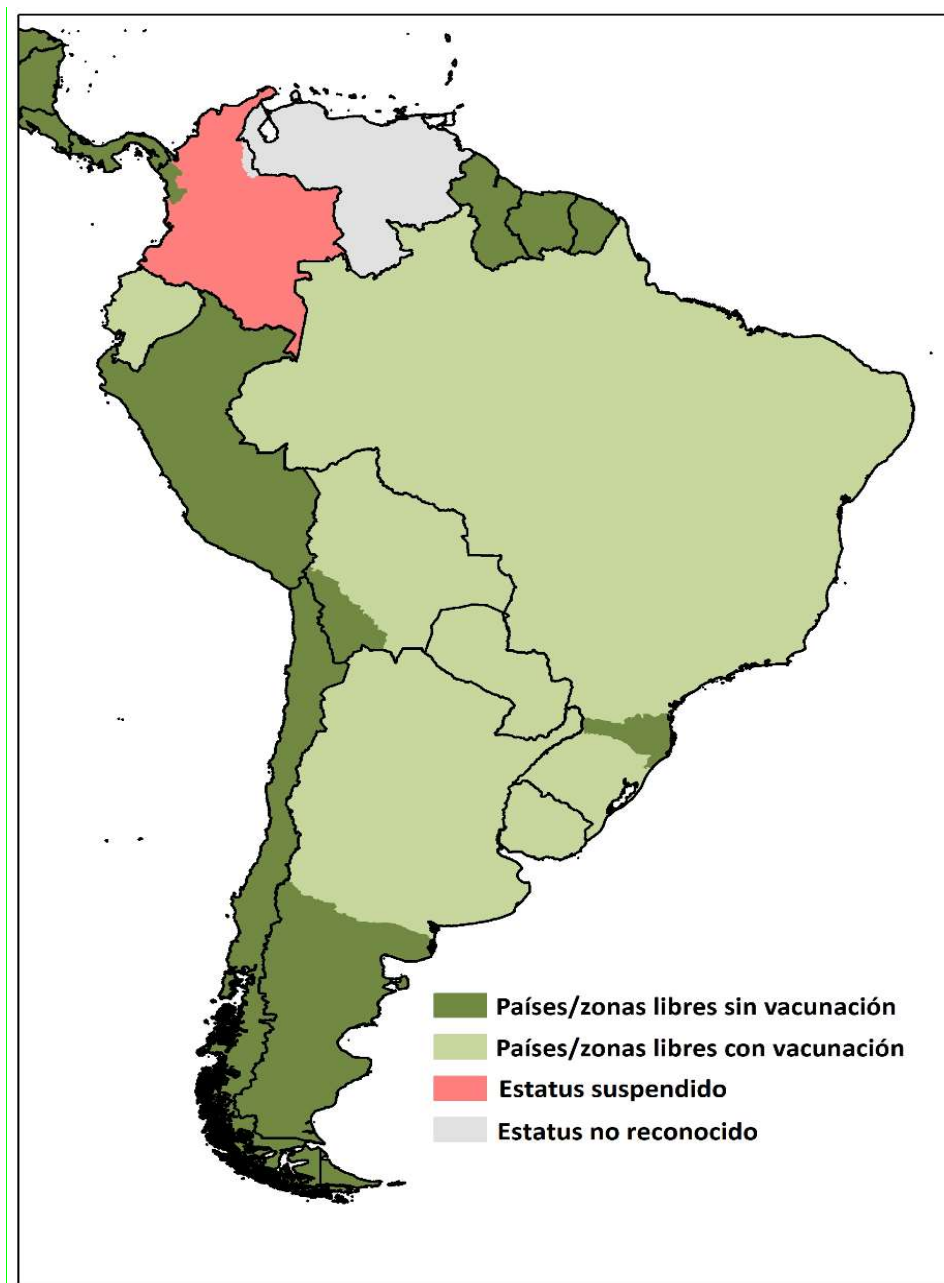 Países/zonas libres sin vacunación
Países/zonas libres con vacunación
Estatus suspendido
Estatus no reconocido